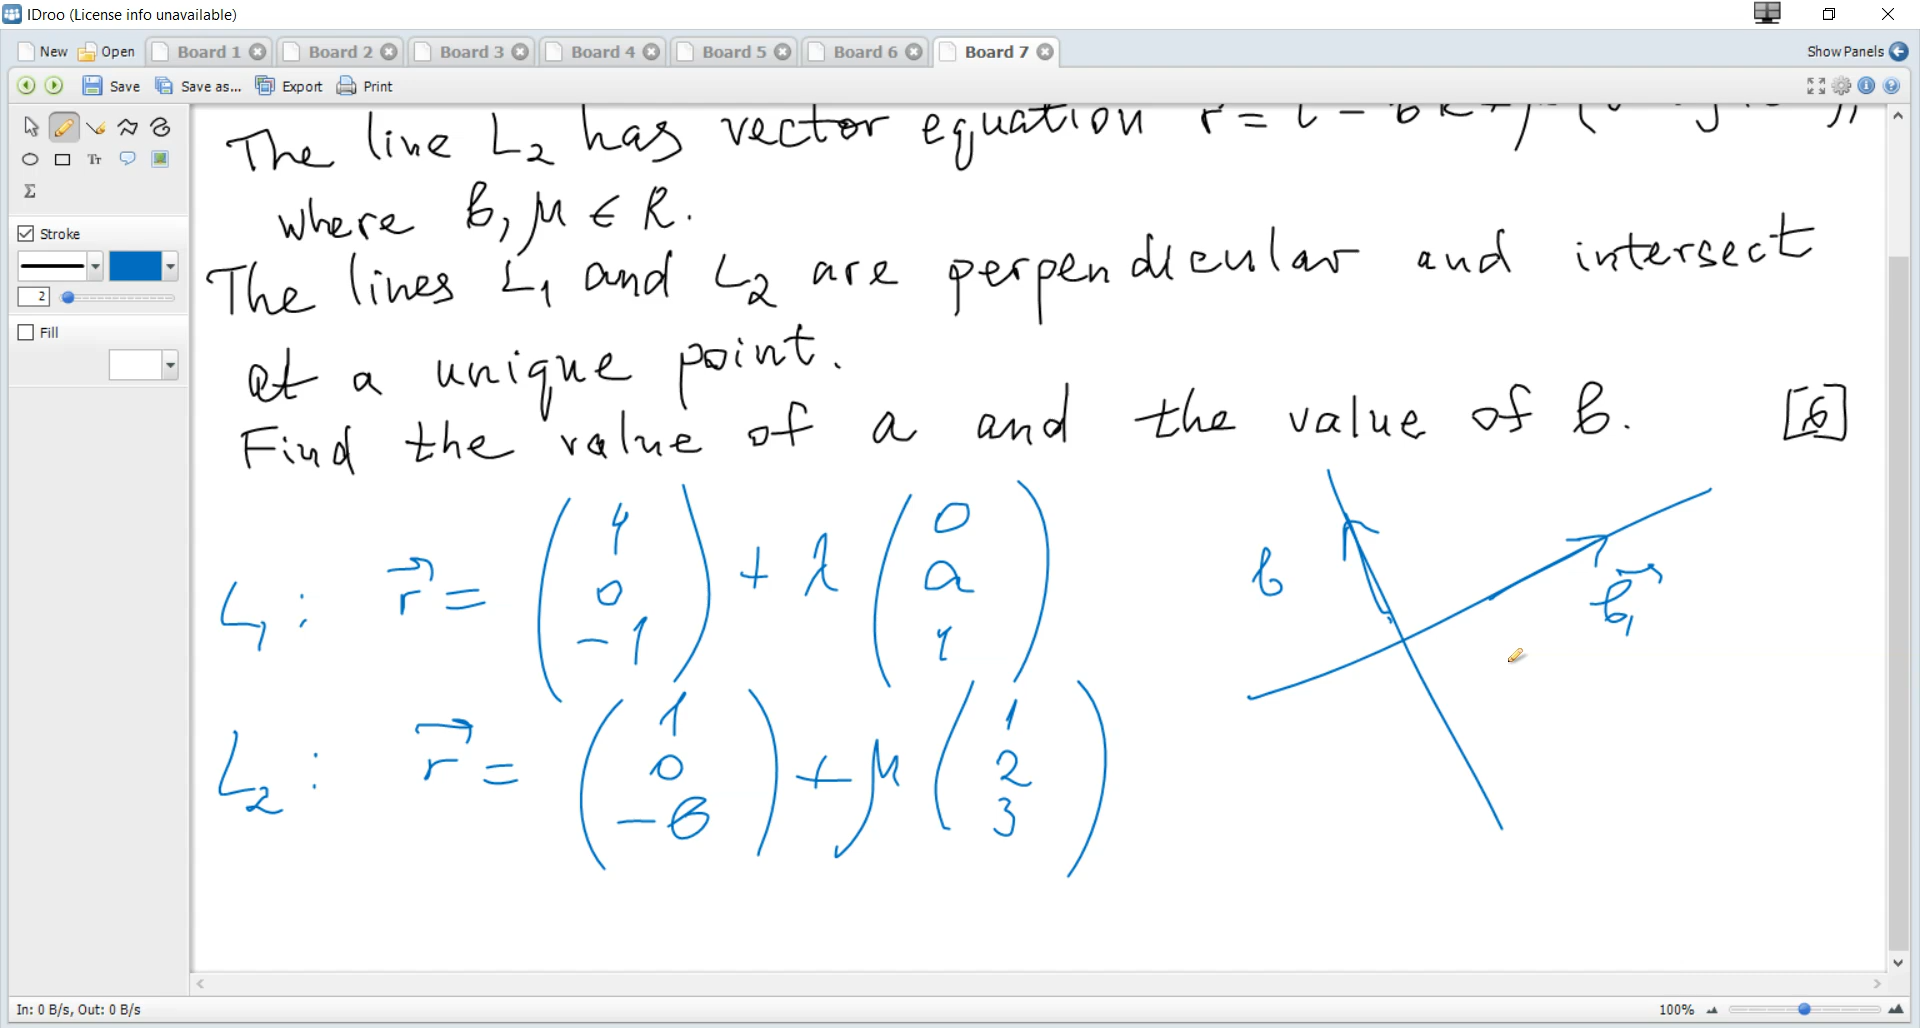 IDroo (License info unavailable)
New Open Board 1 Board 2 Board 3 Board 4 Board 5 Board 6 Board 7 Show Panels
Save Save as... Export Print
Tt
Σ
Stroke
2
Fill
The line L₂ has vector equation r = i - bk +
where b, μ ∈ R.
The lines L₁ and L₂ are perpendicular and intersect
at a unique point.
Find the value of a and the value of b. [6]
L₁: r = (4 0 -1) + λ (0 a 4)
b b₁
L₂: r = (1 0 -b) + μ (1 2 3)
In: 0 B/s, Out: 0 B/s 100%